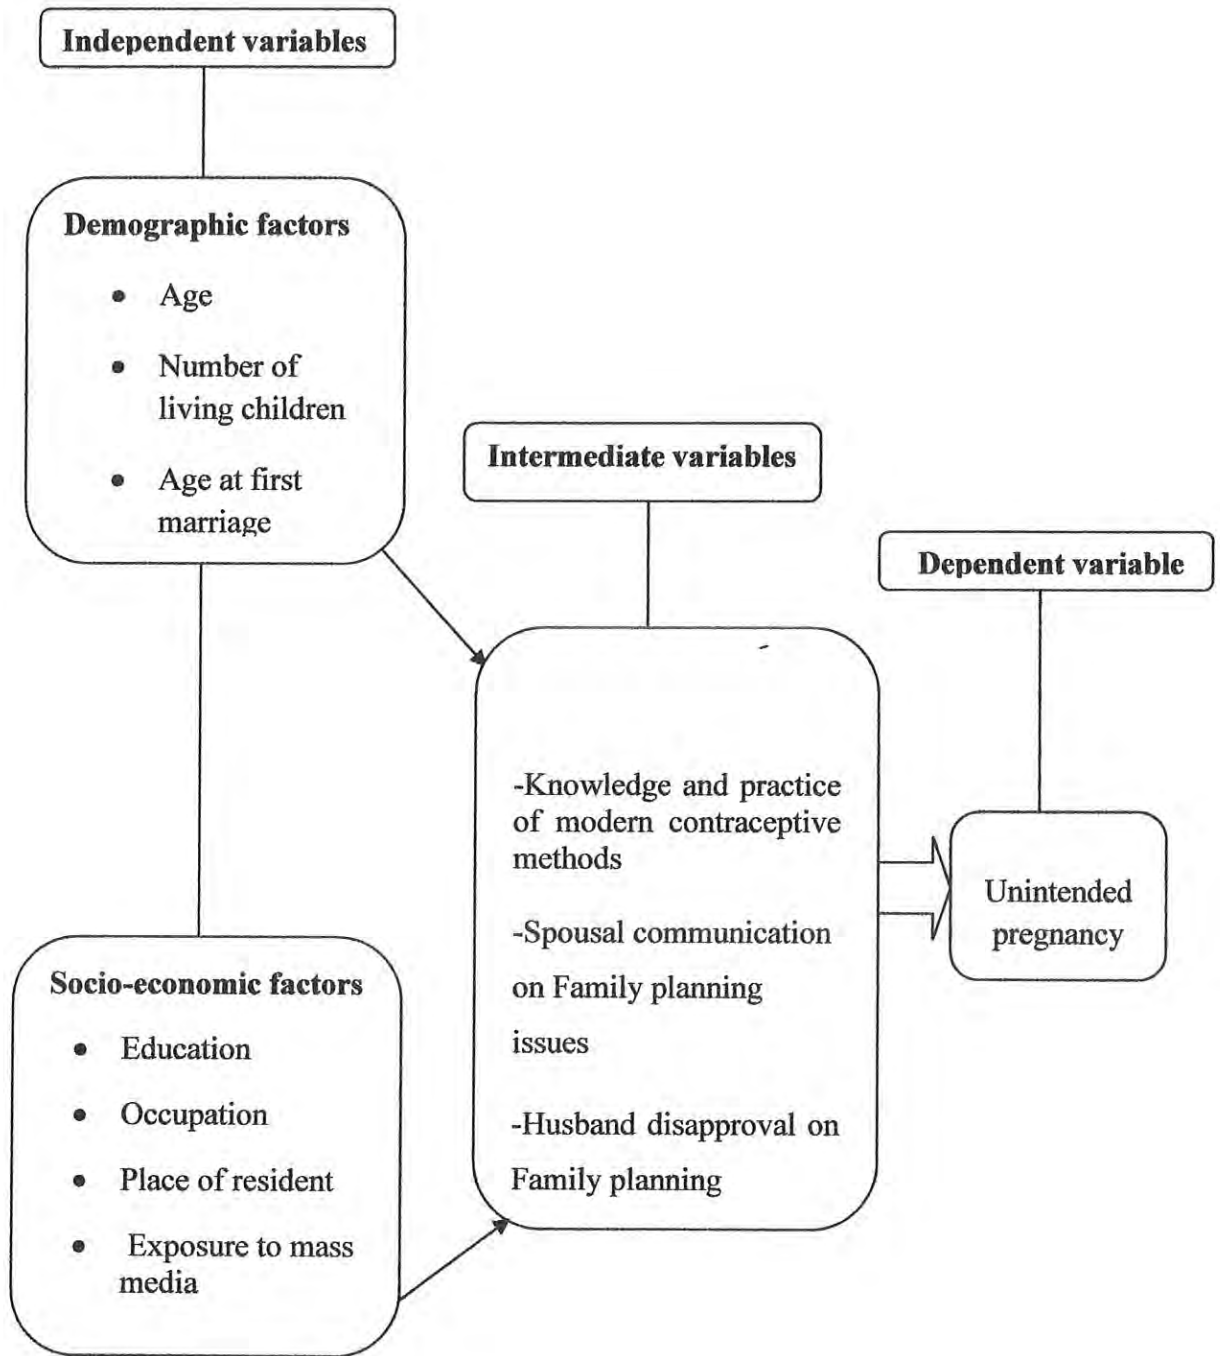 Independent variables
Demographic factors
• Age
• Number of
living children
• Age at first
marriage
Intermediate variables
Dependent variable
-Knowledge and practice
of modern contraceptive
methods
-Spousal communication
on Family planning
issues
-Husband disapproval on
Family planning
Unintended
pregnancy
Socio-economic factors
• Education
• Occupation
• Place of resident
• Exposure to mass
media